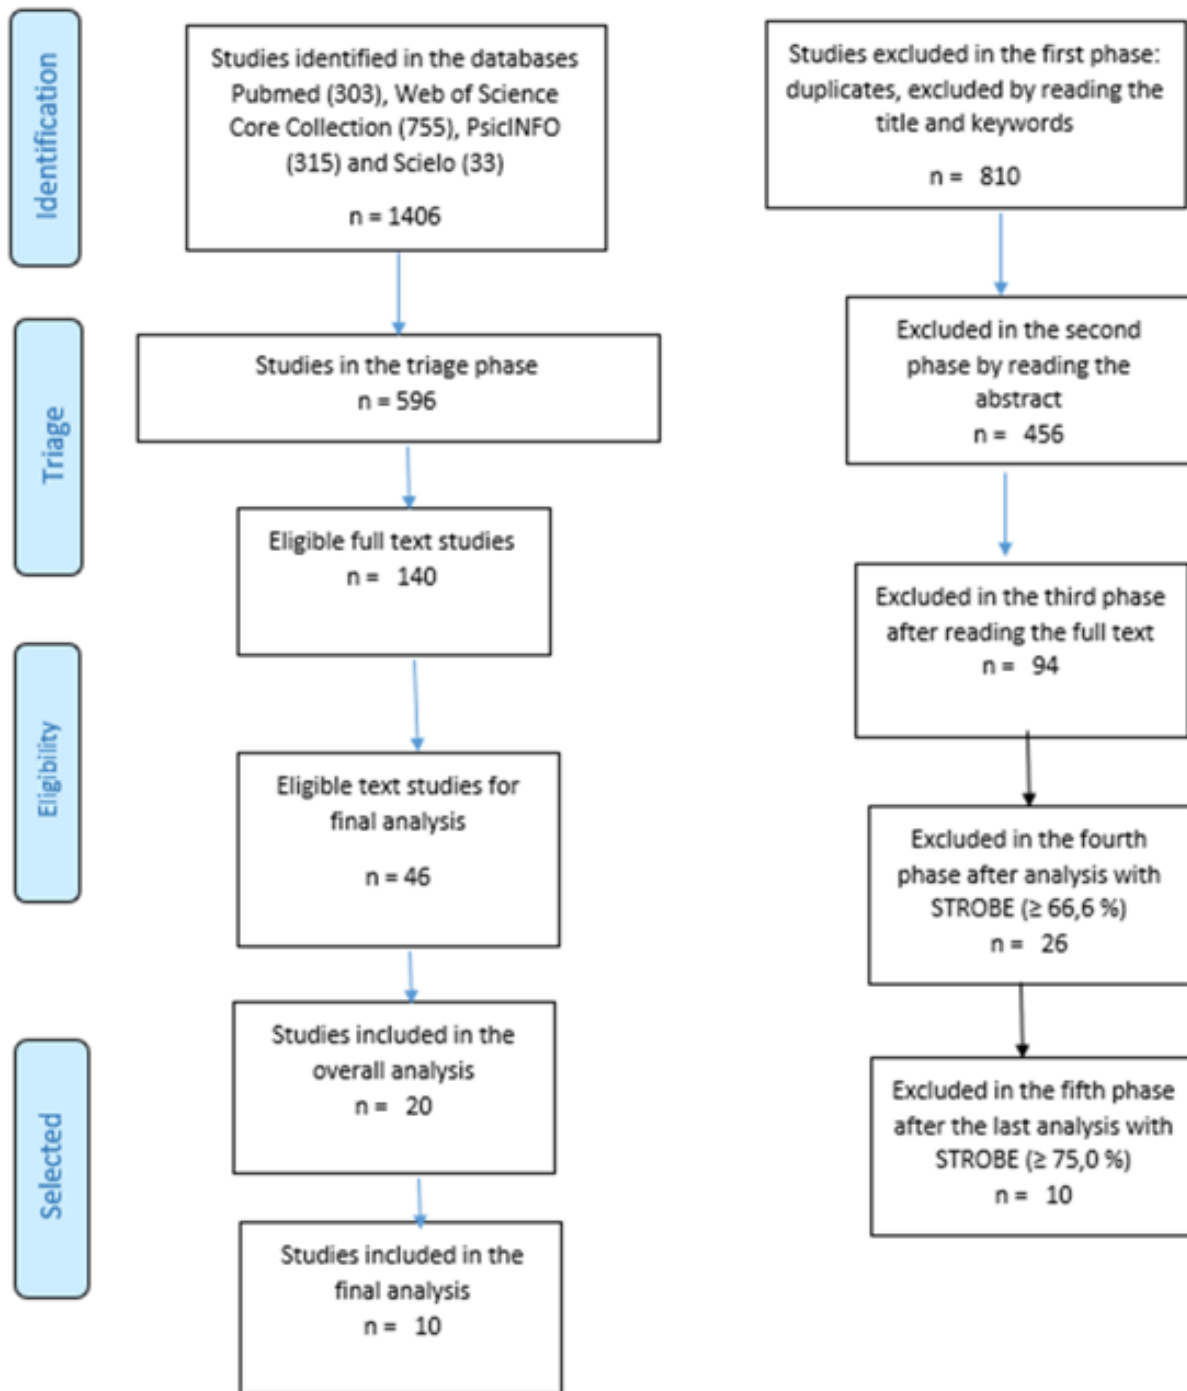 Identification
Studies identified in the databases
Pubmed (303), Web of Science
Core Collection (755), PsicINFO
(315) and Scielo (33)
n = 1406
Studies excluded in the first phase:
duplicates, excluded by reading the
title and keywords
n = 810
Triage
Studies in the triage phase
n = 596
Excluded in the second
phase by reading the
abstract
n = 456
Eligible full text studies
n = 140
Excluded in the third phase
after reading the full text
n = 94
Eligibility
Eligible text studies for
final analysis
n = 46
Excluded in the fourth
phase after analysis with
STROBE (≥ 66,6 %)
n = 26
Selected
Studies included in the
overall analysis
n = 20
Excluded in the fifth phase
after the last analysis with
STROBE (≥ 75,0 %)
n = 10
Studies included in the
final analysis
n = 10